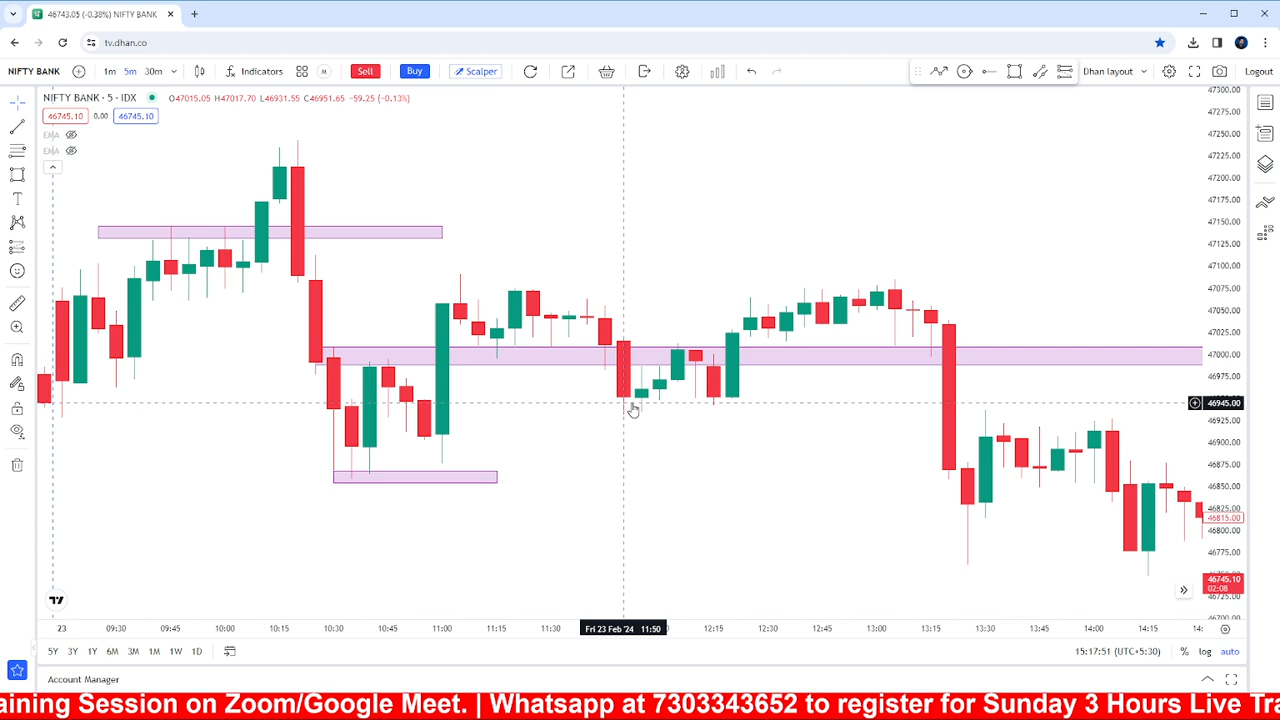 46743.05 (-0.38%) NIFTY BANK
tv.dhan.co
NIFTY BANK 1m 5m 30m Indicators M Sell Buy Scalper Dhan layout Logout
NIFTY BANK · 5 · IDX O47015.05 H47017.70 L46931.55 C46951.65 -59.25 (-0.13%)
46745.10 0.00 46745.10
EMA
EMA
47300.00
47275.00
47250.00
47225.00
47200.00
47175.00
47150.00
47125.00
47100.00
47075.00
47050.00
47025.00
47000.00
46975.00
46945.00
46925.00
46900.00
46875.00
46850.00
46825.00
46815.00
46800.00
46775.00
46745.10
02:08
46725.00
46700.00
23 09:30 09:45 10:00 10:15 10:30 10:45 11:00 11:15 11:30 Fri 23 Feb '24 11:50 12:15 12:30 12:45 13:00 13:15 13:30 13:45 14:00 14:15 14:
5Y 3Y 1Y 6M 3M 1M 1W 1D 15:17:51 (UTC+5:30) % log auto
Account Manager
aining Session on Zoom/Google Meet. | Whatsapp at 7303343652 to register for Sunday 3 Hours Live Tra